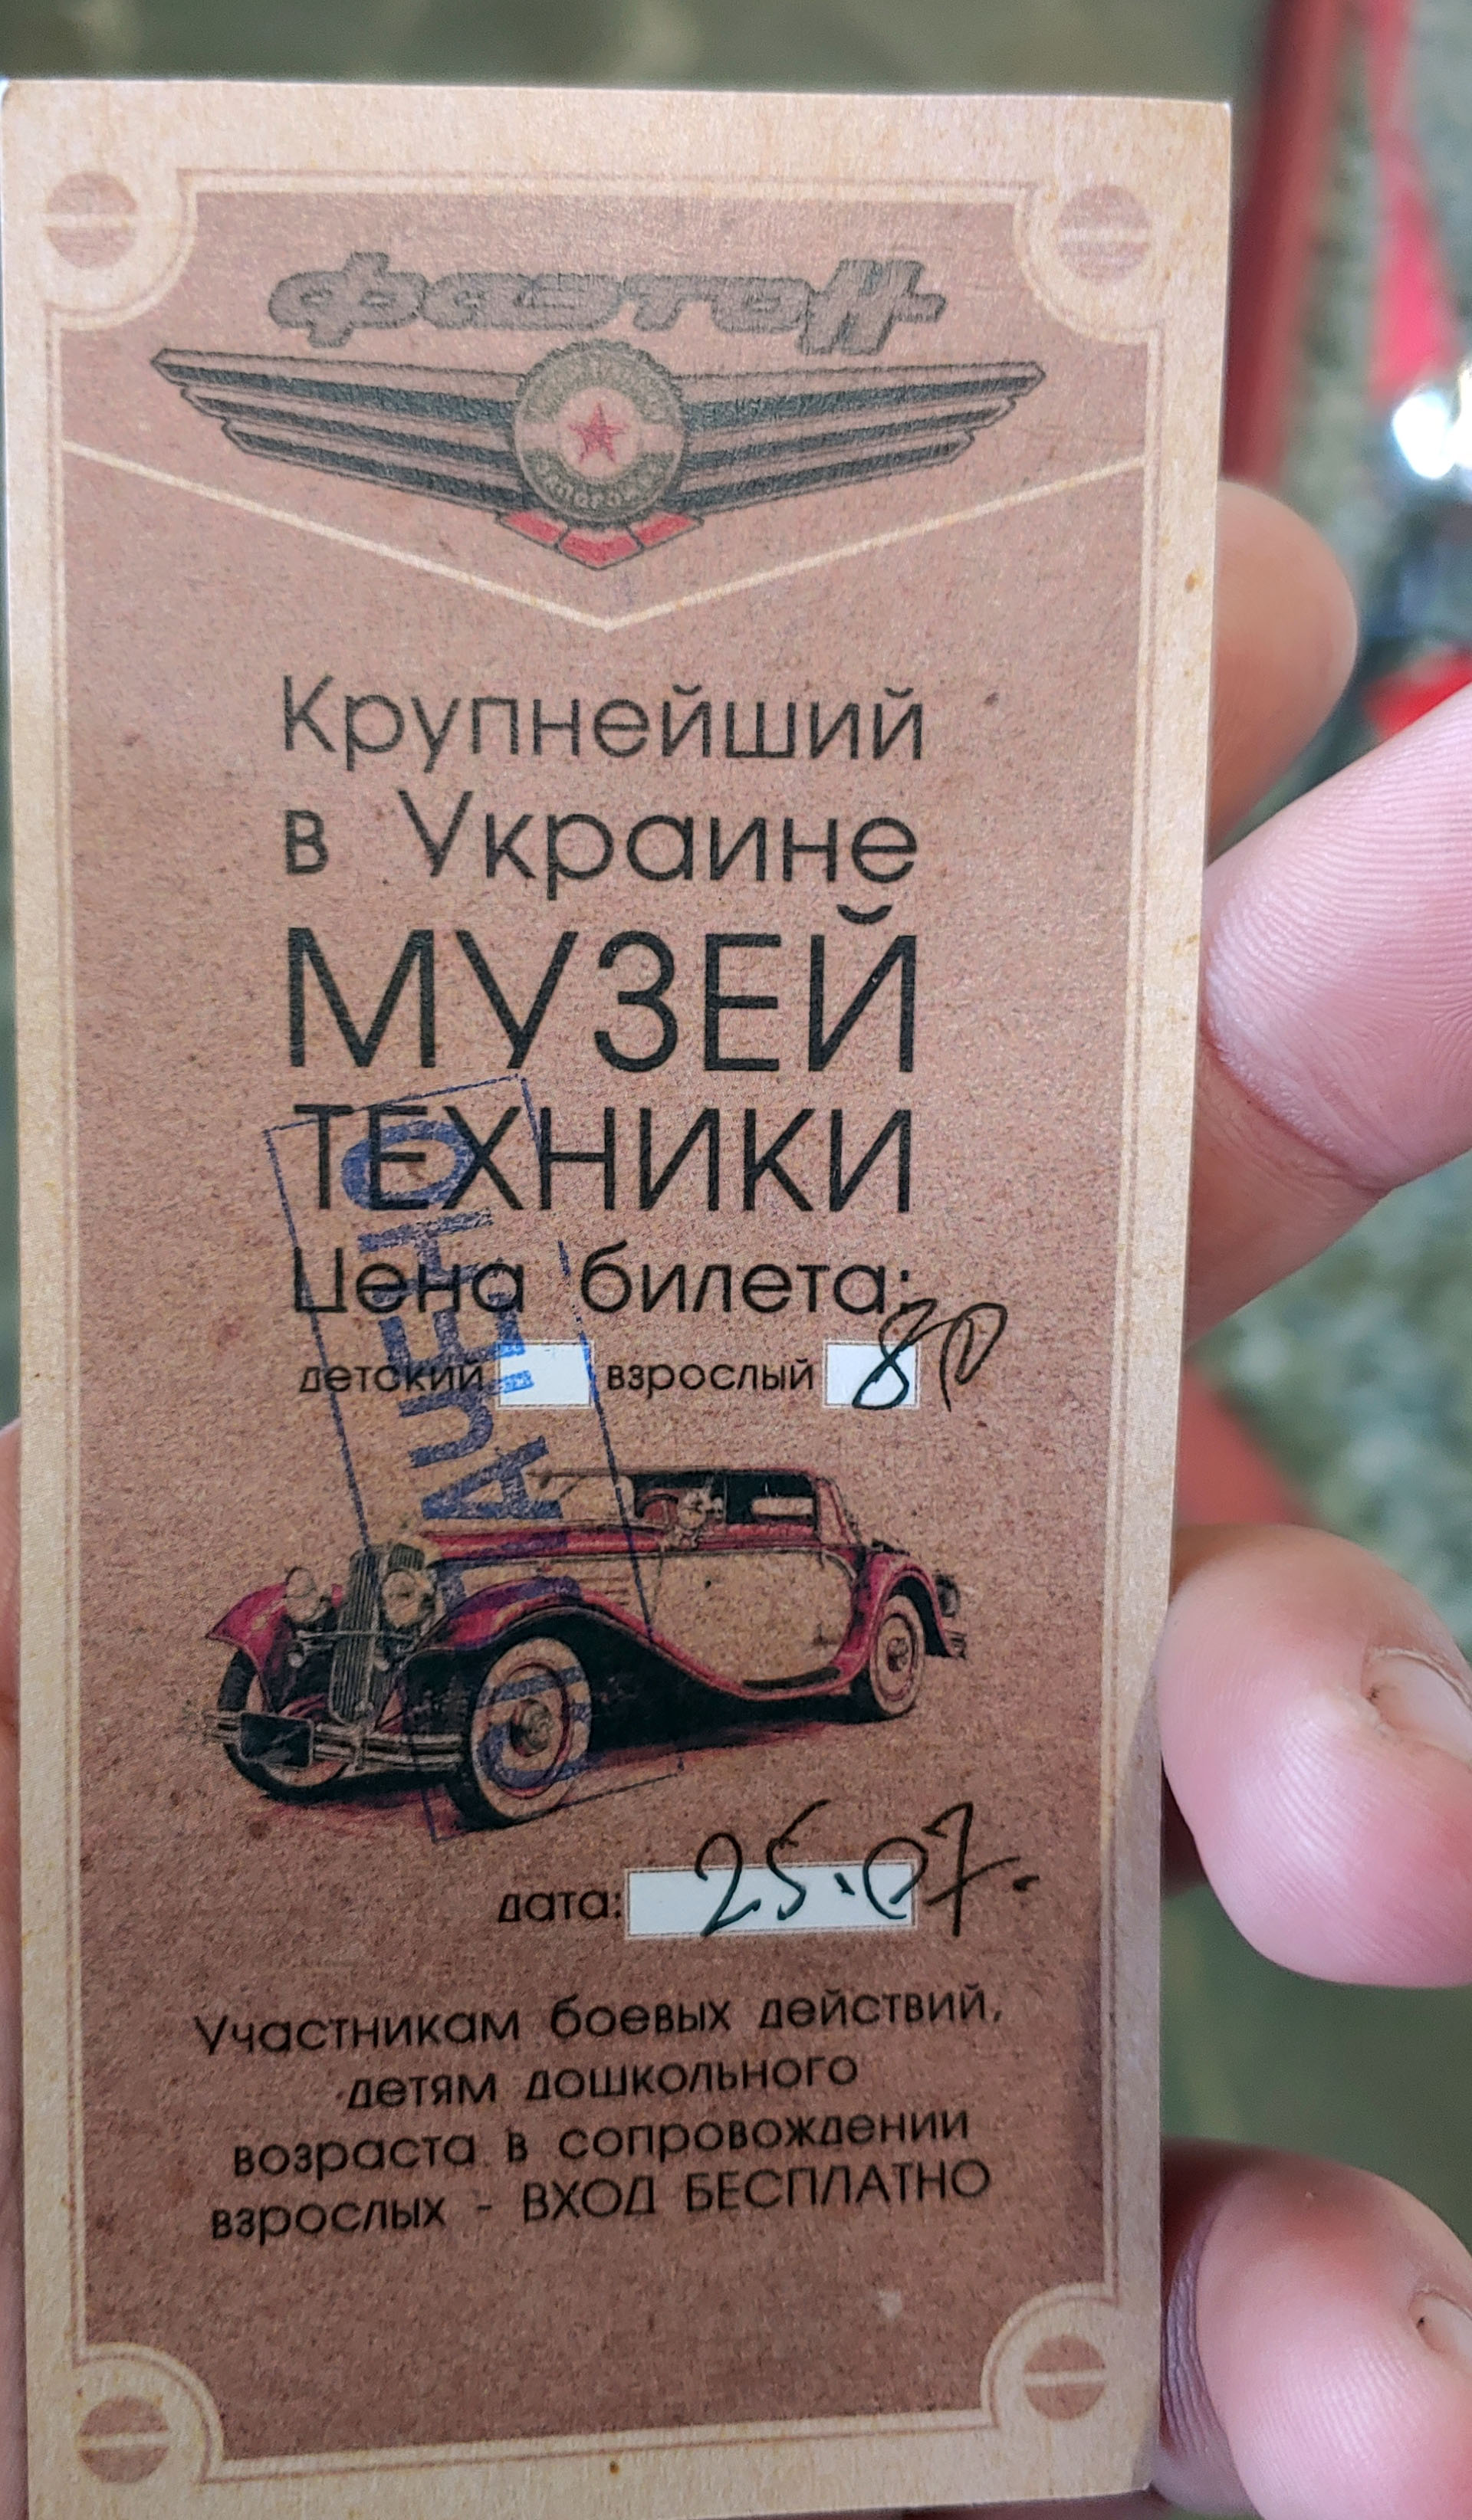 фаэтон
Крупнейший
в Украине
МУЗЕЙ
ТЕХНИКИ
Цена билета:
детский взрослый 80
дата: 25.07.
Участникам боевых действий,
детям дошкольного
возраста в сопровождении
взрослых - ВХОД БЕСПЛАТНО